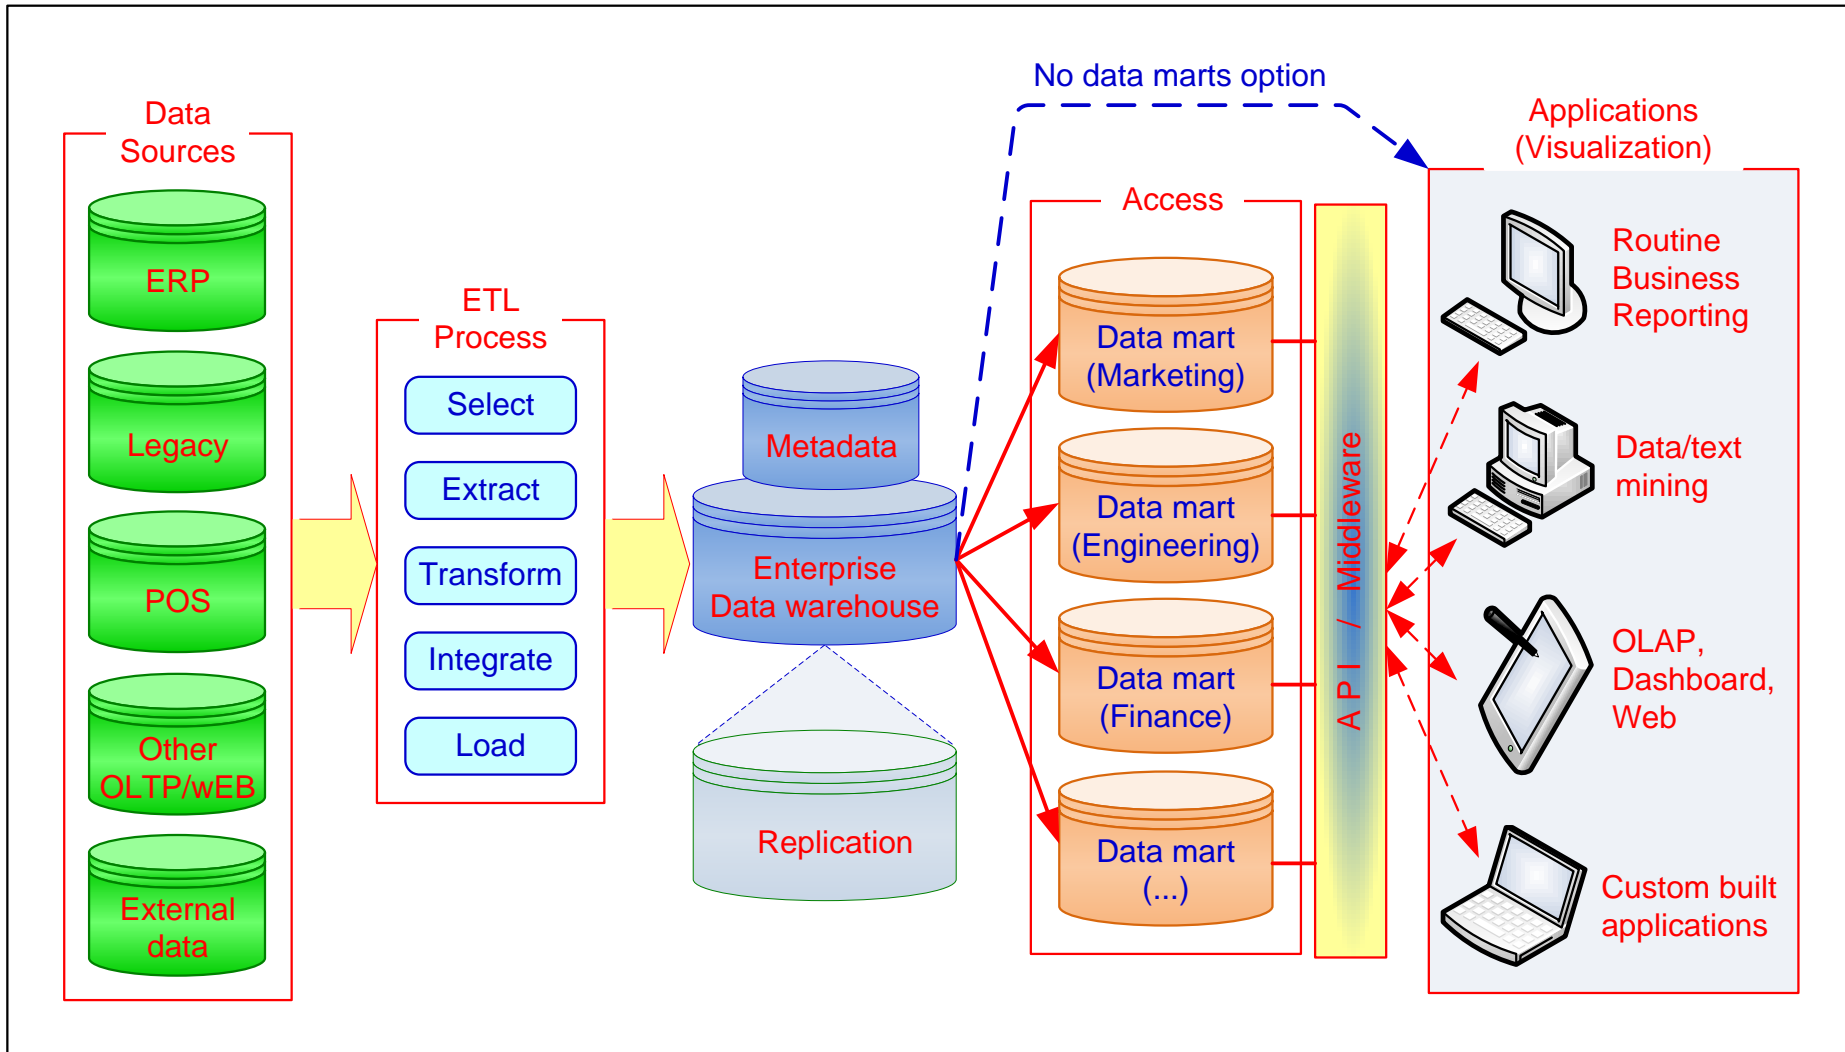 No data marts option
Data
Sources
ERP
Legacy
POS
Other
OLTP/wEB
External
data
ETL
Process
Select
Extract
Transform
Integrate
Load
Metadata
Enterprise
Data warehouse
Replication
Access
Data mart
(Marketing)
Data mart
(Engineering)
Data mart
(Finance)
Data mart
(...)
API / Middleware
Applications
(Visualization)
Routine
Business
Reporting
Data/text
mining
OLAP,
Dashboard,
Web
Custom built
applications